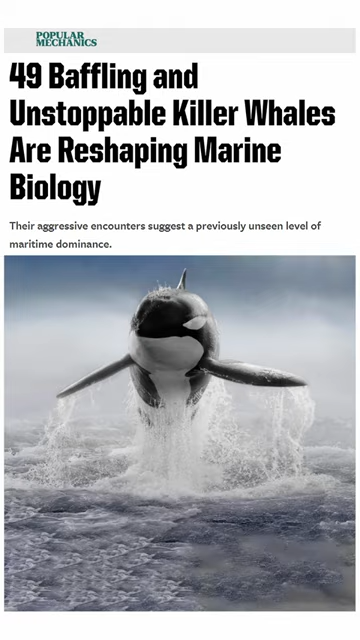 POPULAR
MECHANICS
49 Baffling and
Unstoppable Killer Whales
Are Reshaping Marine
Biology
Their aggressive encounters suggest a previously unseen level of
maritime dominance.